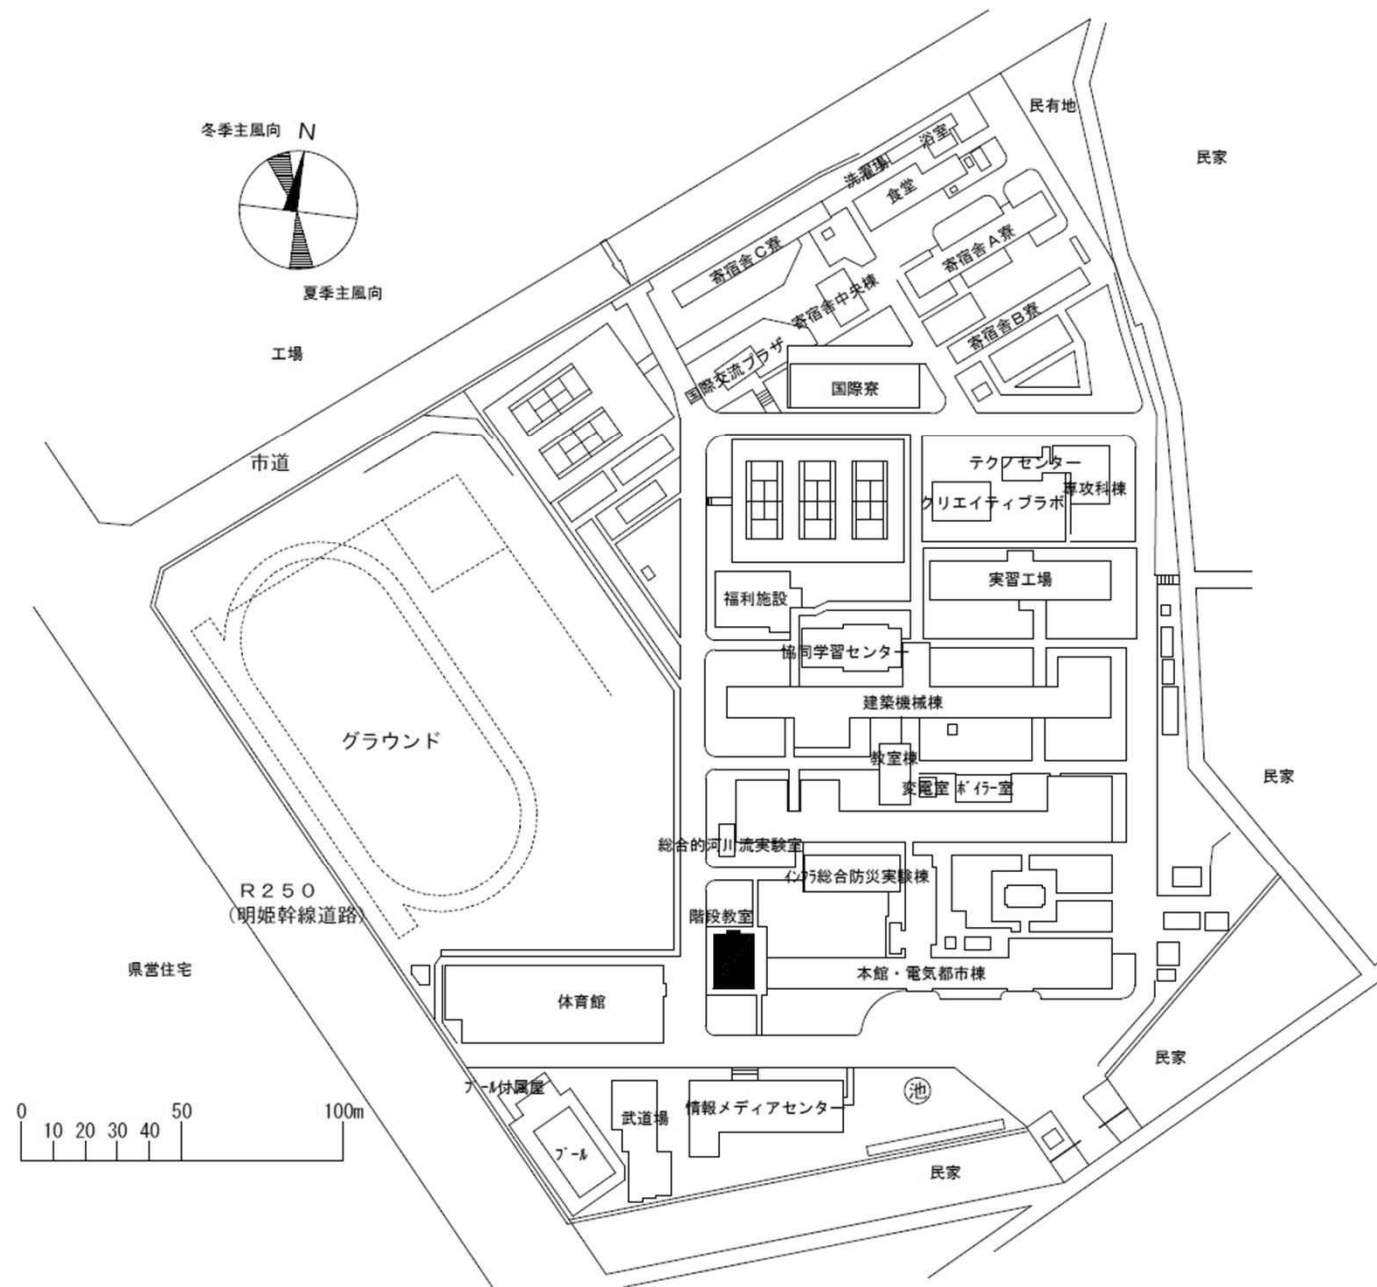 民有地
冬季主風向 N
浴室
民家
洗濯場
食堂
寄宿舎A寮
寄宿舎C寮
夏季主風向
寄宿舎中央棟
寄宿舎B寮
工場
国際交流プラザ
国際寮
市道
テクノセンター
専攻科棟
クリエイティブラボ
実習工場
福利施設
協同学習センター
建築機械棟
グラウンド
教室棟
民家
変電室 ボイラー室
総合的河川流実験室
インフラ総合防災実験棟
R250
(明姫幹線道路)
階段教室
県営住宅
本館・電気都市棟
体育館
民家
プール付属屋
池
武道場
情報メディアセンター
0 50 100m
10 20 30 40
プール
民家